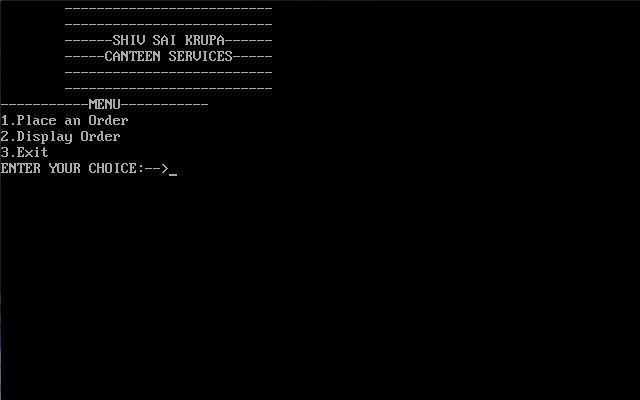 --------------------------
--------------------------
------SHIV SAI KRUPA------
-----CANTEEN SERVICES-----
--------------------------
--------------------------
-----------MENU-----------
1.Place an Order
2.Display Order
3.Exit
ENTER YOUR CHOICE:-->_